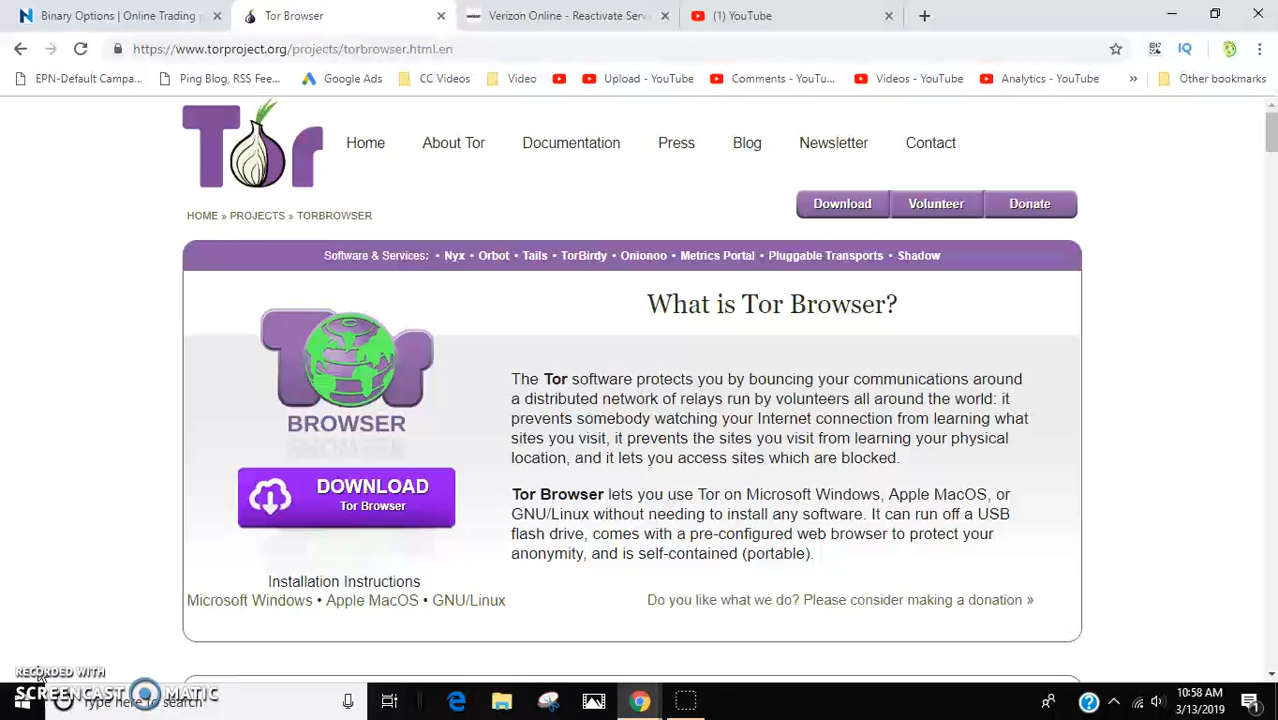 Binary Options | Online Trading p
Tor Browser
Verizon Online - Reactivate Serv
(1) YouTube
https://www.torproject.org/projects/torbrowser.html.en
EPN-Default Campa...
Ping Blog, RSS Fee...
Google Ads
CC Videos
Video
Upload - YouTube
Comments - YouTu...
Videos - YouTube
Analytics - YouTube
»
Other bookmarks
Tor
Home
About Tor
Documentation
Press
Blog
Newsletter
Contact
Download
Volunteer
Donate
HOME » PROJECTS » TORBROWSER
Software & Services: • Nyx • Orbot • Tails • TorBirdy • Onionoo • Metrics Portal • Pluggable Transports • Shadow
What is Tor Browser?
Tor
BROWSER
DOWNLOAD
Tor Browser
Installation Instructions
Microsoft Windows • Apple MacOS • GNU/Linux
The Tor software protects you by bouncing your communications around
a distributed network of relays run by volunteers all around the world: it
prevents somebody watching your Internet connection from learning what
sites you visit, it prevents the sites you visit from learning your physical
location, and it lets you access sites which are blocked.
Tor Browser lets you use Tor on Microsoft Windows, Apple MacOS, or
GNU/Linux without needing to install any software. It can run off a USB
flash drive, comes with a pre-configured web browser to protect your
anonymity, and is self-contained (portable).
Do you like what we do? Please consider making a donation »
RECORDED WITH
SCREENCAST MATIC
Type here to search
10:58 AM
3/13/2019
1